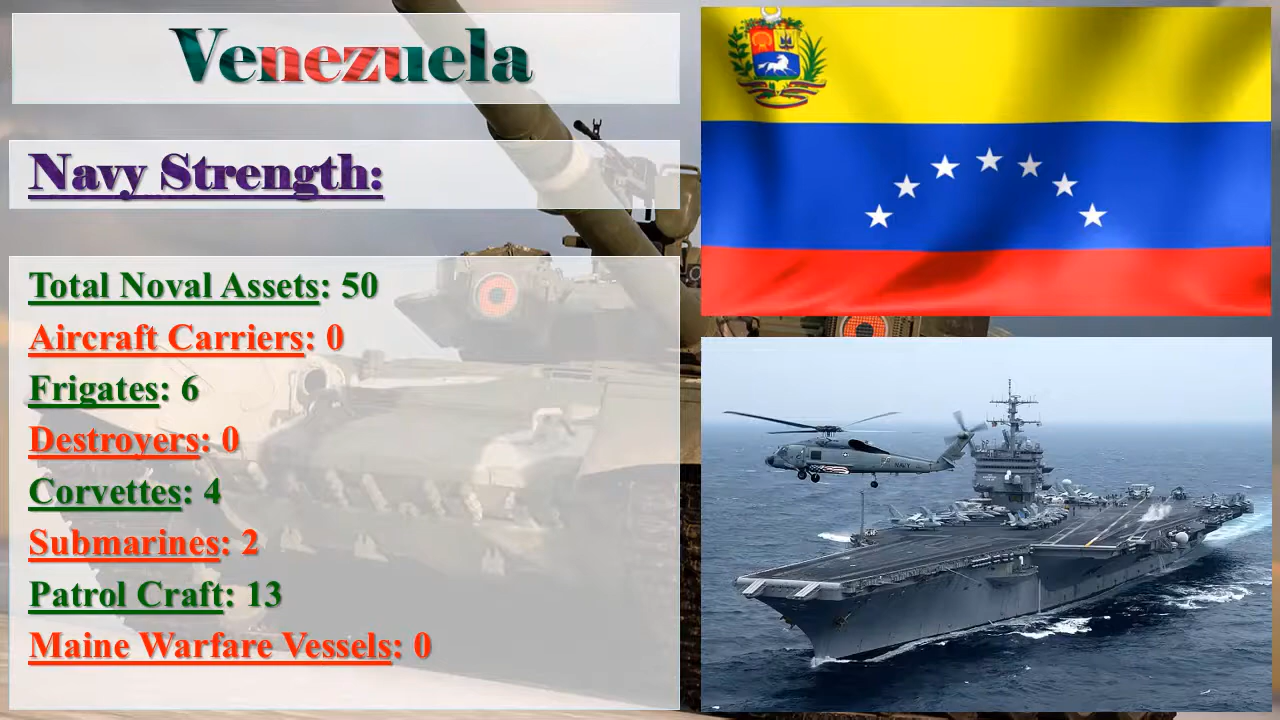 Venezuela
Navy Strength:
Total Noval Assets: 50
Aircraft Carriers: 0
Frigates: 6
Destroyers: 0
Corvettes: 4
Submarines: 2
Patrol Craft: 13
Maine Warfare Vessels: 0
NAVY